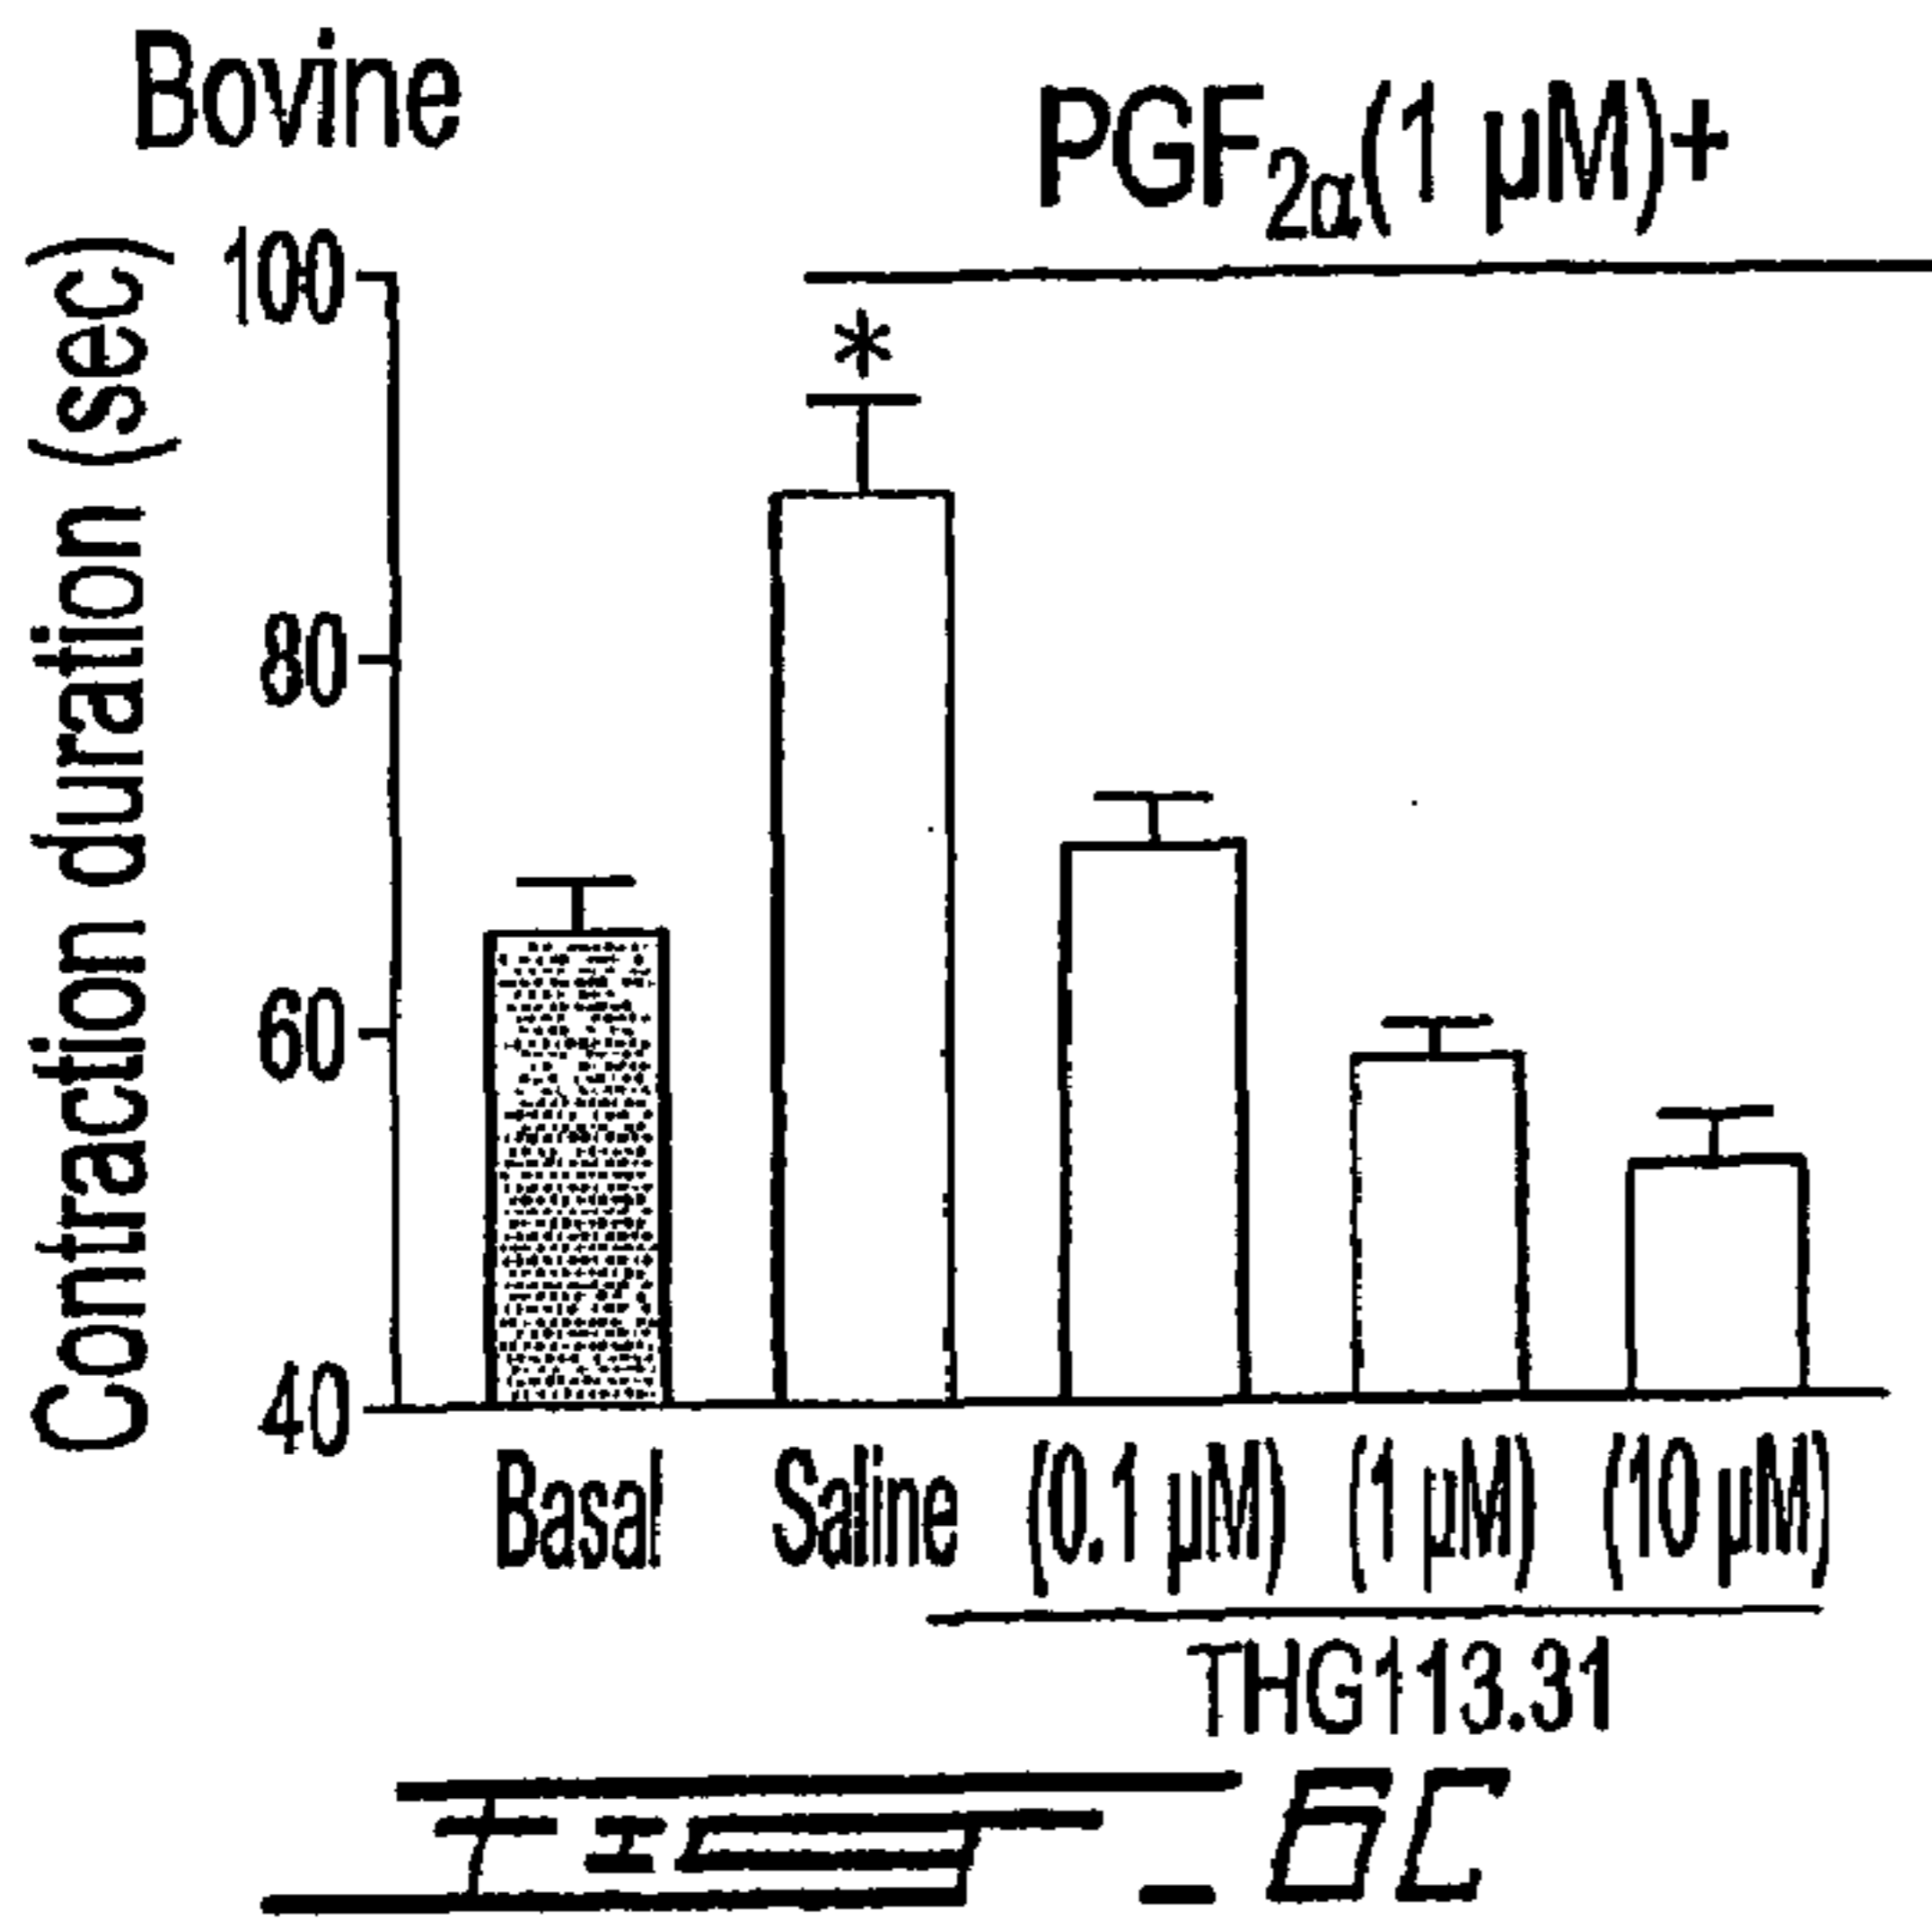 Bovine
PGF2α(1 µM)+
Contraction duration (sec)
100
*
80
60
40
Basal Saline (0.1 µM) (1 µM) (10 µM)
THG113.31
6C